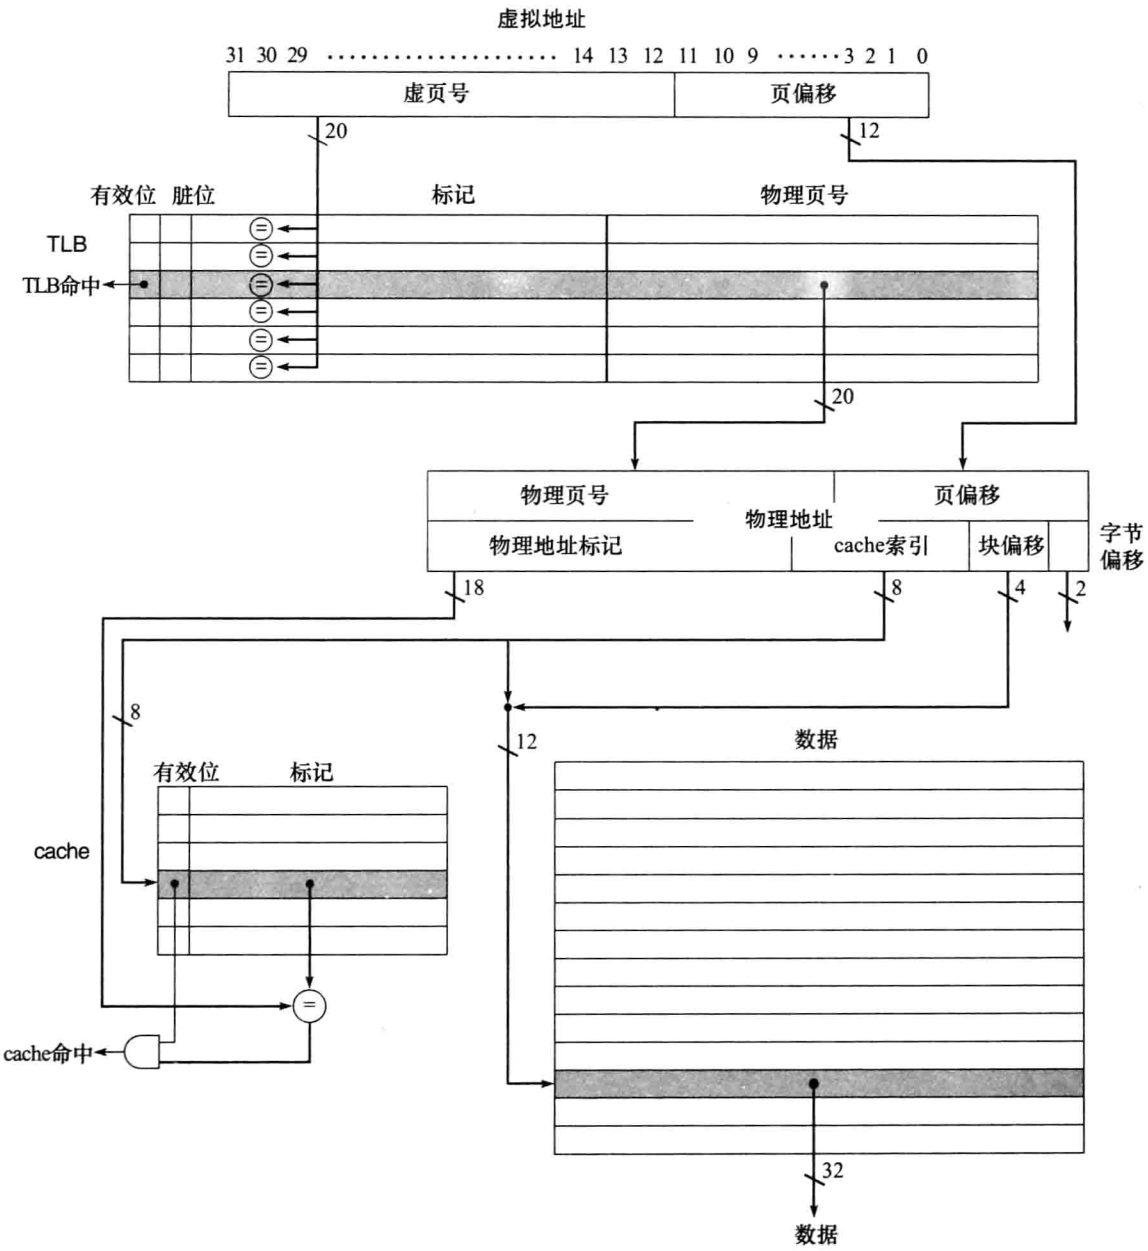 虚拟地址
31 30 29 ······················ 14 13 12 11 10 9 ······3 2 1 0
虚页号 页偏移
20 12
有效位 脏位 标记 物理页号
TLB
=
=
TLB命中 =
=
=
=
20
物理页号 页偏移
物理地址
物理地址标记 cache索引 块偏移 字节偏移
18 8 4 2
8
12
数据
有效位 标记
cache
=
cache命中
32
数据